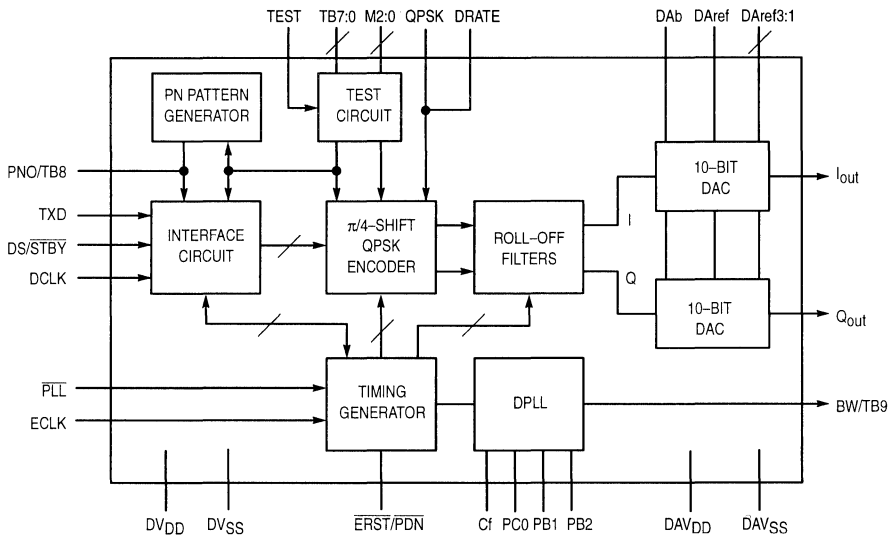 TEST TB7:0 M2:0 QPSK DRATE DAb DAref DAref3:1
PN PATTERN
GENERATOR
TEST
CIRCUIT
PNO/TB8
10–BIT
DAC
Iout
TXD
DS/STBY
DCLK
INTERFACE
CIRCUIT
π/4–SHIFT
QPSK
ENCODER
ROLL–OFF
FILTERS
I
Q
10–BIT
DAC
Qout
PLL
ECLK
TIMING
GENERATOR
DPLL
BW/TB9
DVDD DVSS ERST/PDN Cf PC0 PB1 PB2 DAVDD DAVSS